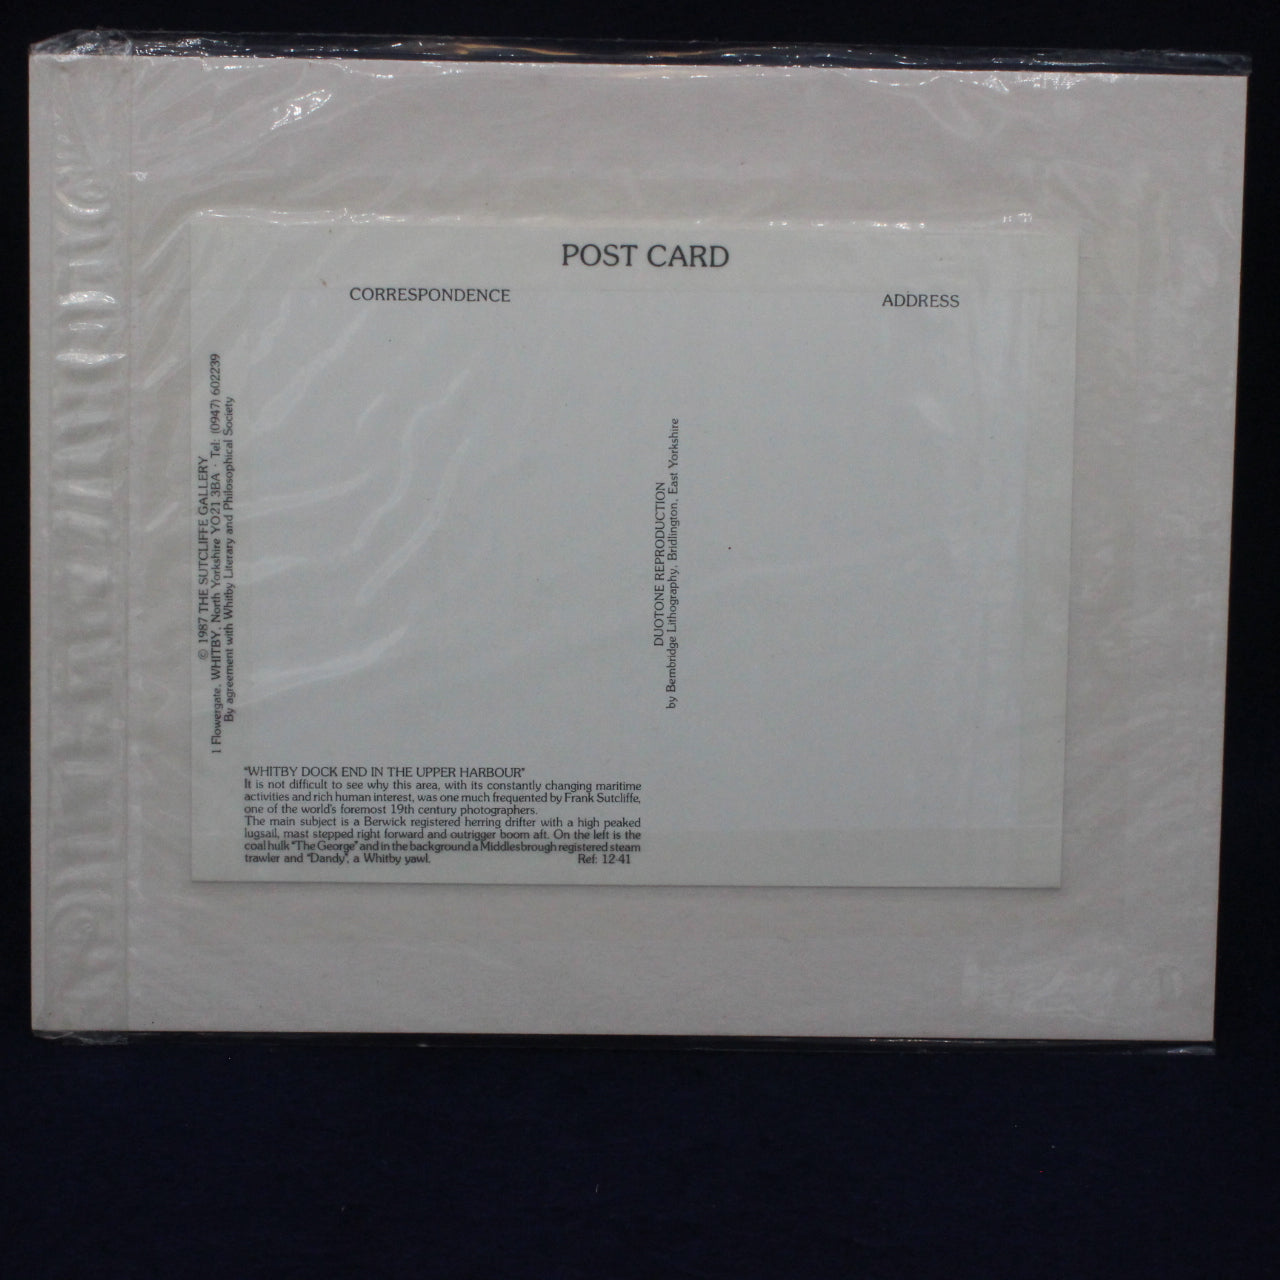 POST CARD
CORRESPONDENCE
ADDRESS
© 1987 THE SUTCLIFFE GALLERY
1 Flowergate, WHITBY, North Yorkshire YO21 3BA · Tel: (0947) 602239
By agreement with Whitby Literary and Philosophical Society
DUOTONE REPRODUCTION
by Bembridge Lithography, Bridlington, East Yorkshire
"WHITBY DOCK END IN THE UPPER HARBOUR"
It is not difficult to see why this area, with its constantly changing maritime
activities and rich human interest, was one much frequented by Frank Sutcliffe,
one of the world's foremost 19th century photographers.
The main subject is a Berwick registered herring drifter with a high peaked
lugsail, mast stepped right forward and outrigger boom aft. On the left is the
coal hulk "The George" and in the background a Middlesbrough registered steam
trawler and "Dandy", a Whitby yawl. Ref: 12-41